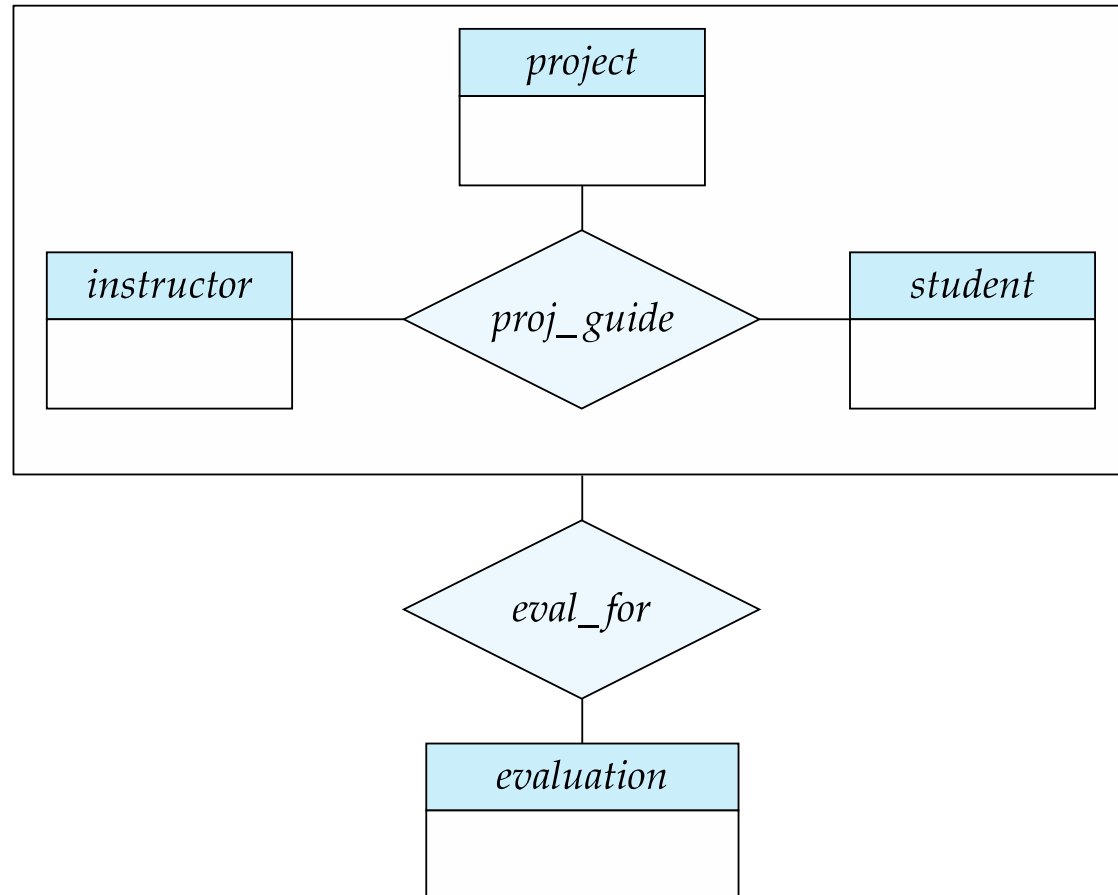 project
instructor
proj_guide
student
eval_for
evaluation